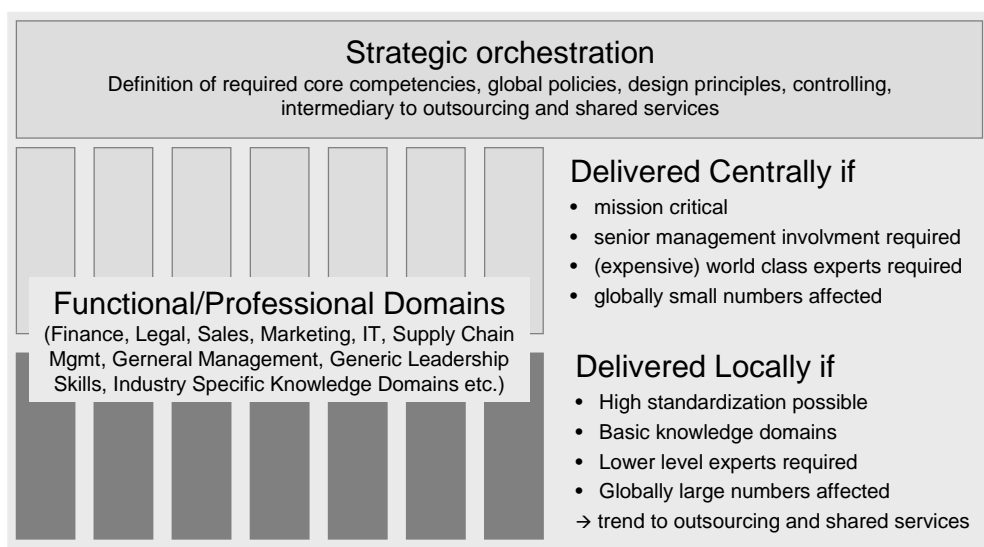 Strategic orchestration
Definition of required core competencies, global policies, design principles, controlling,
intermediary to outsourcing and shared services
Functional/Professional Domains
(Finance, Legal, Sales, Marketing, IT, Supply Chain
Mgmt, Gerneral Management, Generic Leadership
Skills, Industry Specific Knowledge Domains etc.)
Delivered Centrally if
• mission critical
• senior management involvment required
• (expensive) world class experts required
• globally small numbers affected
Delivered Locally if
• High standardization possible
• Basic knowledge domains
• Lower level experts required
• Globally large numbers affected
→ trend to outsourcing and shared services